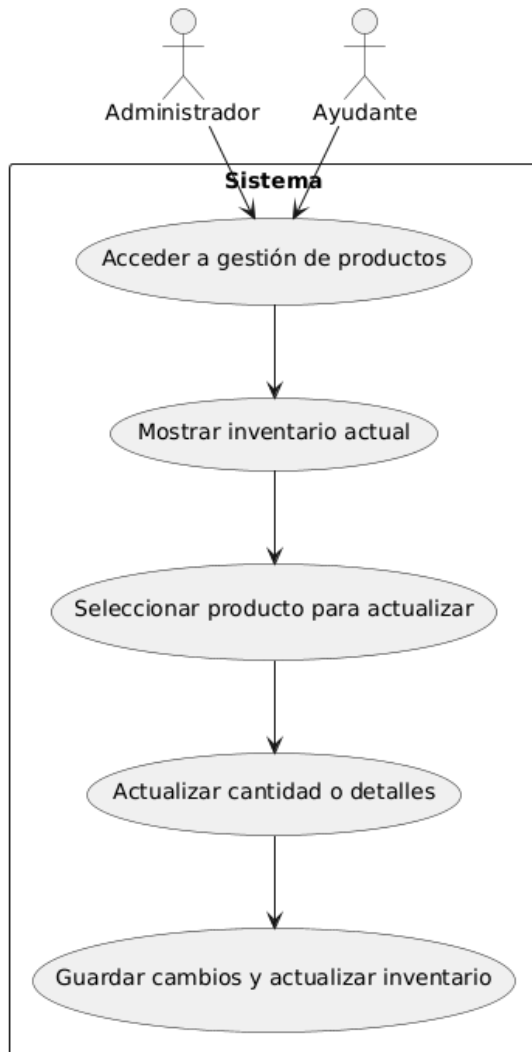 Administrador
Ayudante
Sistema
Acceder a gestión de productos
Mostrar inventario actual
Seleccionar producto para actualizar
Actualizar cantidad o detalles
Guardar cambios y actualizar inventario